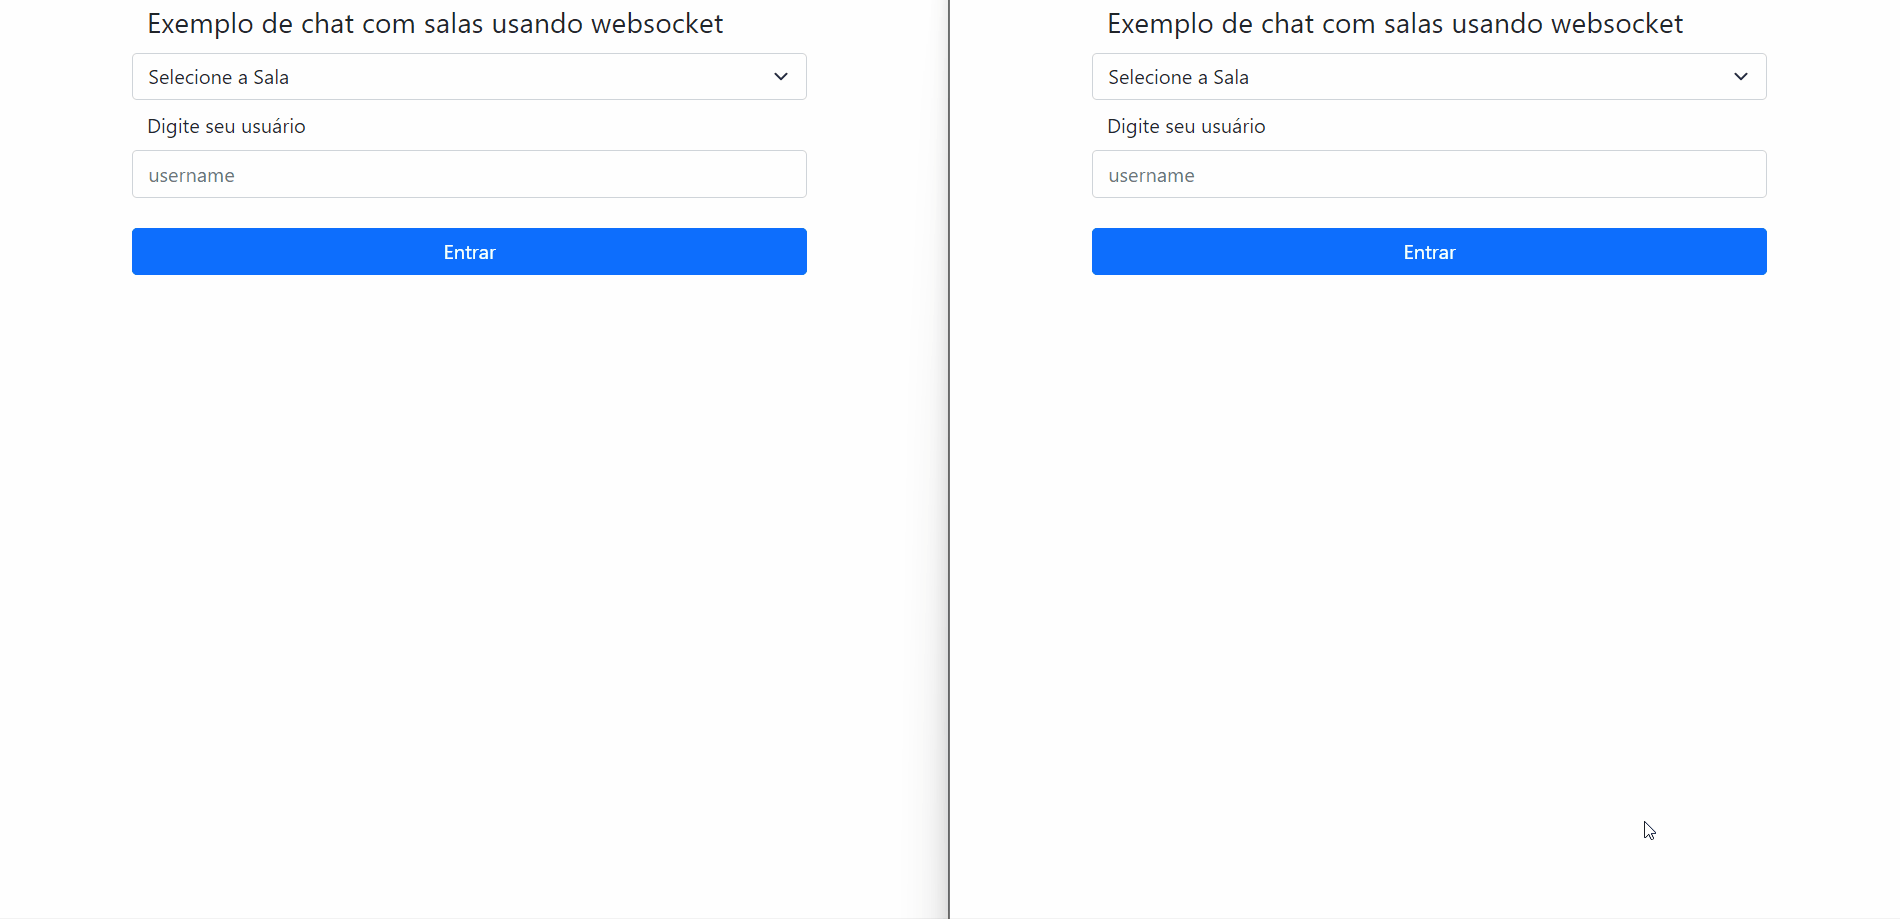 Exemplo de chat com salas usando websocket
Selecione a Sala
Digite seu usuário
username
Entrar
Exemplo de chat com salas usando websocket
Selecione a Sala
Digite seu usuário
username
Entrar